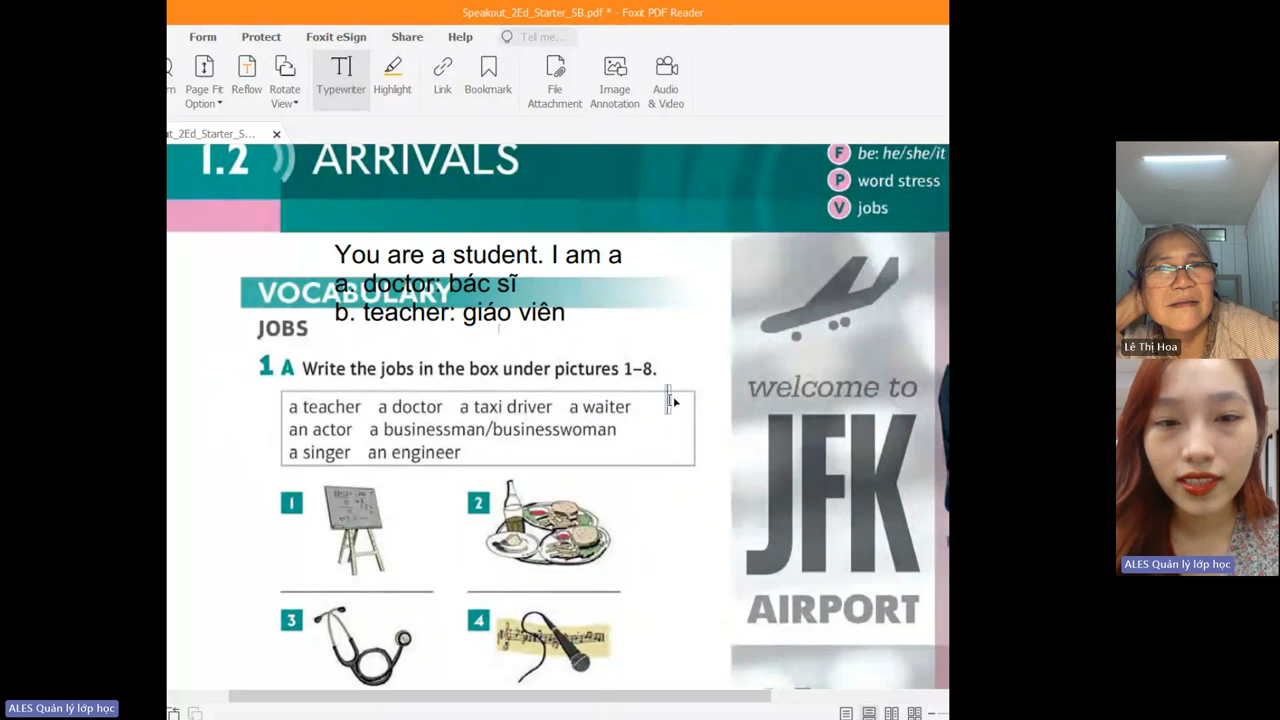 Speakout_2Ed_Starter_SB.pdf * - Foxit PDF Reader
Form Protect Foxit eSign Share Help Tell me...
Page Fit Option Reflow Rotate View Typewriter Highlight Link Bookmark File Attachment Image Annotation Audio & Video
ut_2Ed_Starter_S...
1.2 ARRIVALS
F be: he/she/it
P word stress
V jobs
You are a student. I am a
a. doctor: bác sĩ
VOCABULARY
b. teacher: giáo viên
JOBS
1 A Write the jobs in the box under pictures 1–8.
a teacher a doctor a taxi driver a waiter
an actor a businessman/businesswoman
a singer an engineer
1
2
3
4
welcome to
JFK
AIRPORT
Lê Thị Hoa
ALES Quản lý lớp học
ALES Quản lý lớp học